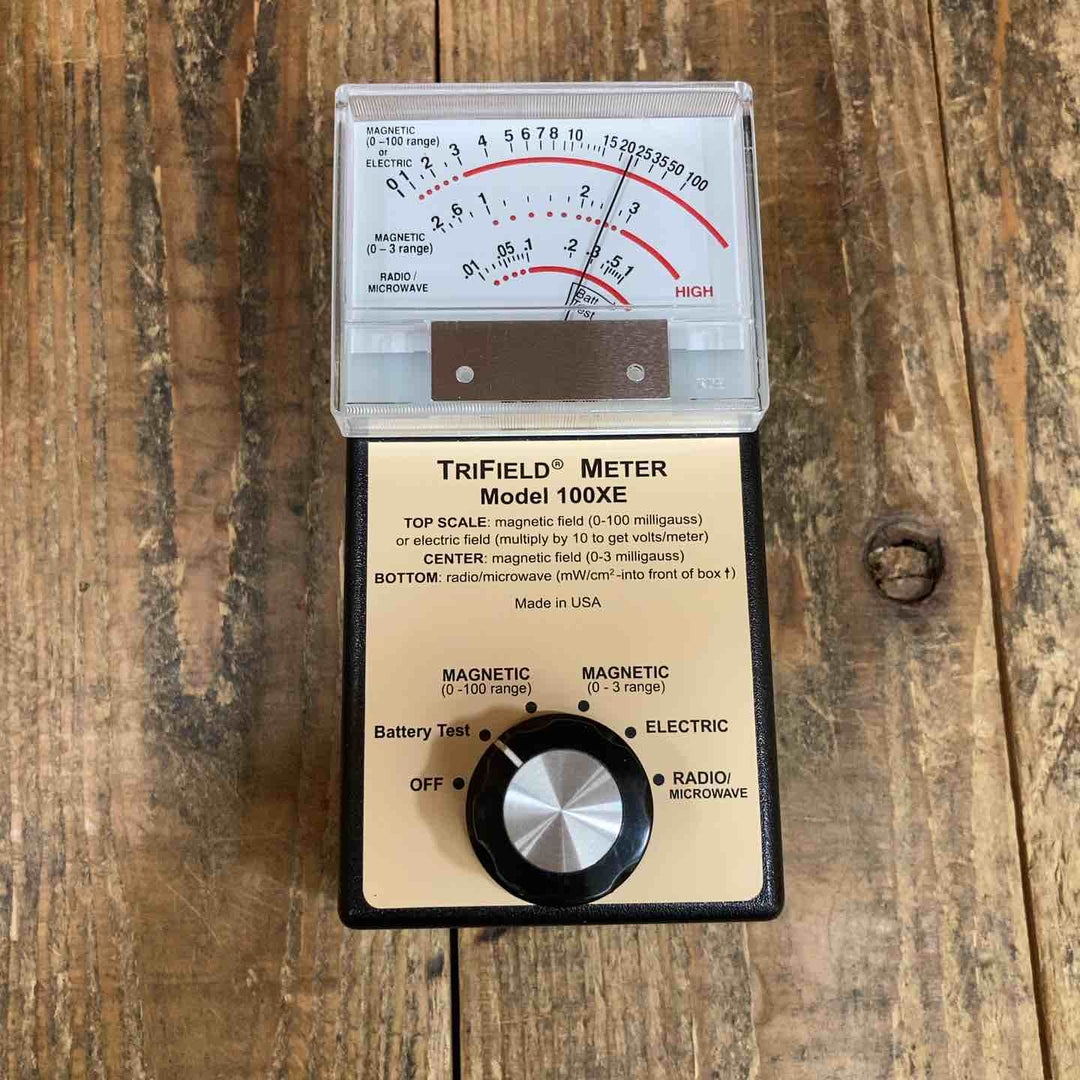 MAGNETIC
(0 –100 range)
or
ELECTRIC
0 1 2 3 4 5 6 7 8 10 15 20 25 35 50 100
MAGNETIC
(0 – 3 range)
.2 .6 1 2 3
RADIO /
MICROWAVE
.01 .05 .1 .2 .3 .5 1
HIGH
Batt
Test
TRIFIELD® METER
Model 100XE
TOP SCALE: magnetic field (0-100 milligauss)
or electric field (multiply by 10 to get volts/meter)
CENTER: magnetic field (0-3 milligauss)
BOTTOM: radio/microwave (mW/cm²-into front of box †)
Made in USA
MAGNETIC
(0 -100 range)
MAGNETIC
(0 - 3 range)
Battery Test
ELECTRIC
OFF
RADIO/
MICROWAVE